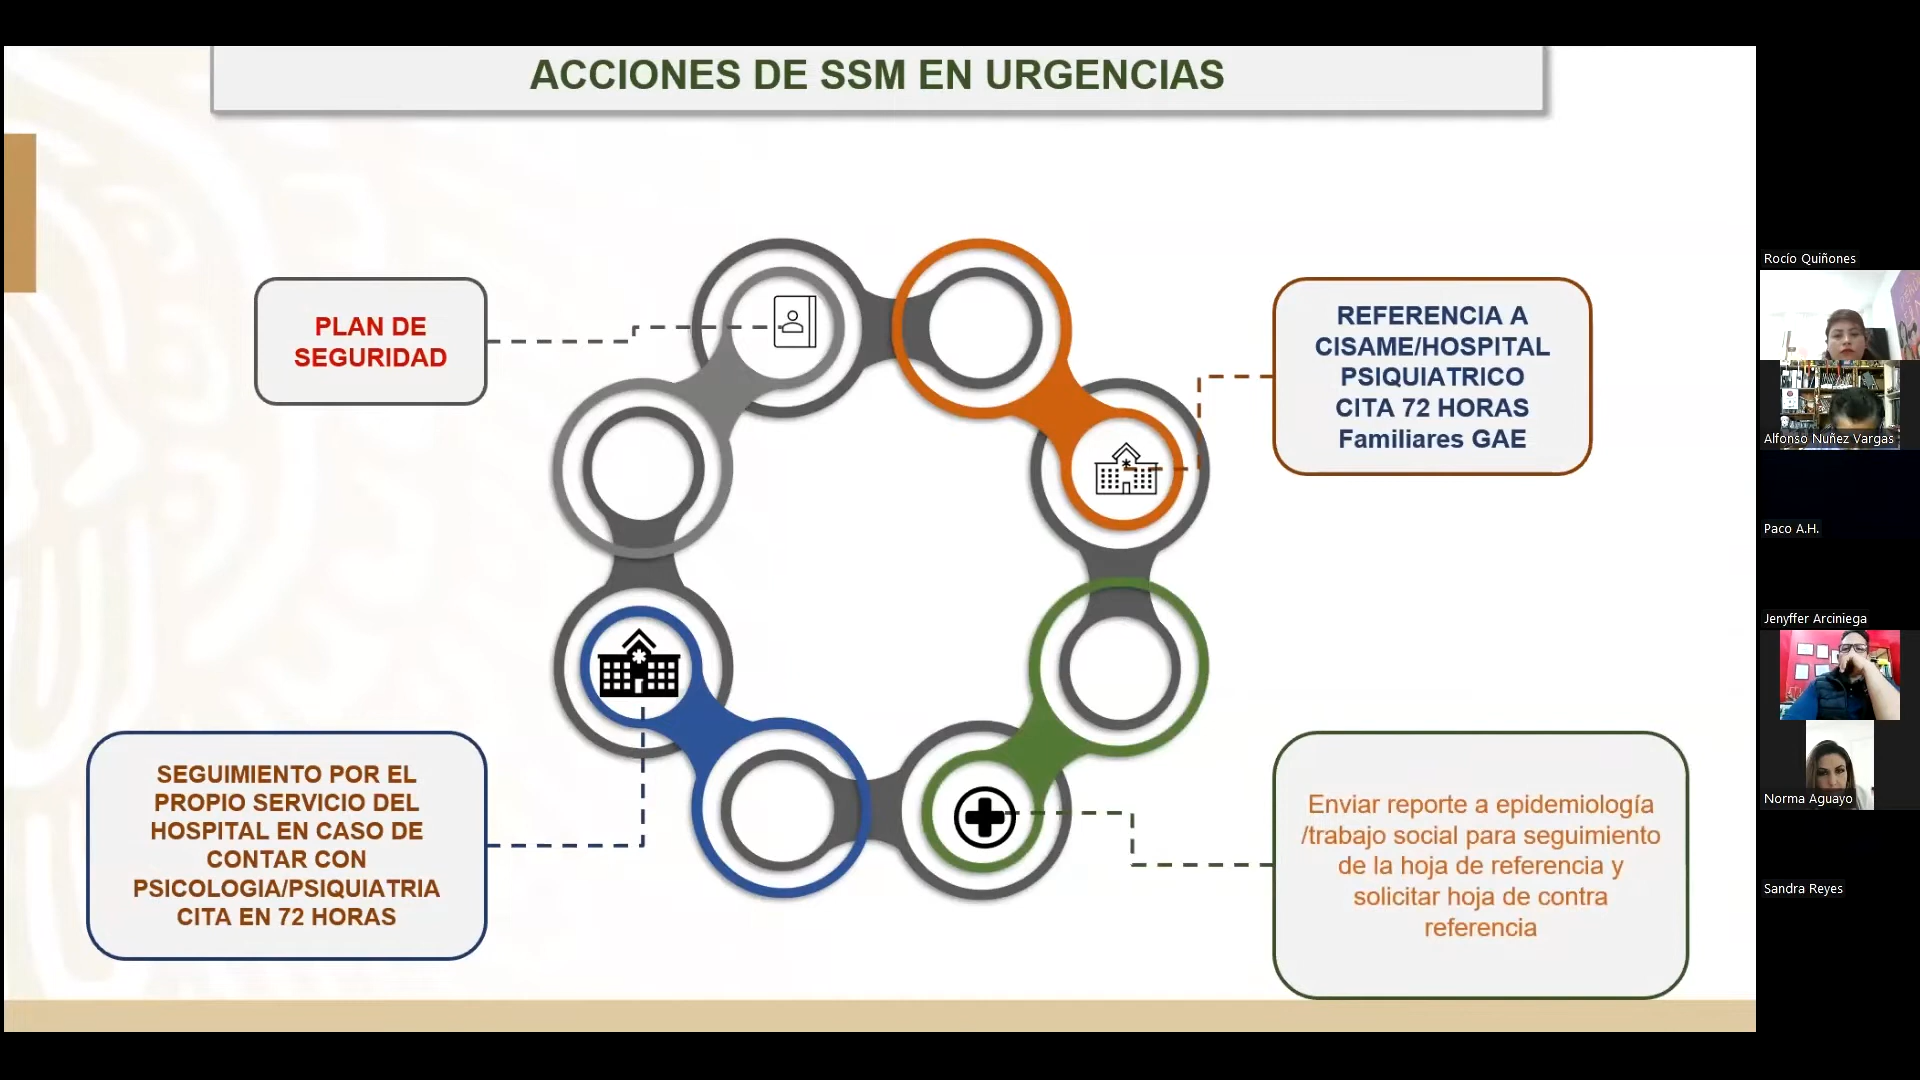 ACCIONES DE SSM EN URGENCIAS
PLAN DE
SEGURIDAD
REFERENCIA A
CISAME/HOSPITAL
PSIQUIATRICO
CITA 72 HORAS
Familiares GAE
SEGUIMIENTO POR EL
PROPIO SERVICIO DEL
HOSPITAL EN CASO DE
CONTAR CON
PSICOLOGIA/PSIQUIATRIA
CITA EN 72 HORAS
Enviar reporte a epidemiología
/trabajo social para seguimiento
de la hoja de referencia y
solicitar hoja de contra
referencia
Rocío Quiñones
Alfonso Nuñez Vargas
Paco A.H.
Jenyffer Arciniega
Norma Aguayo
Sandra Reyes